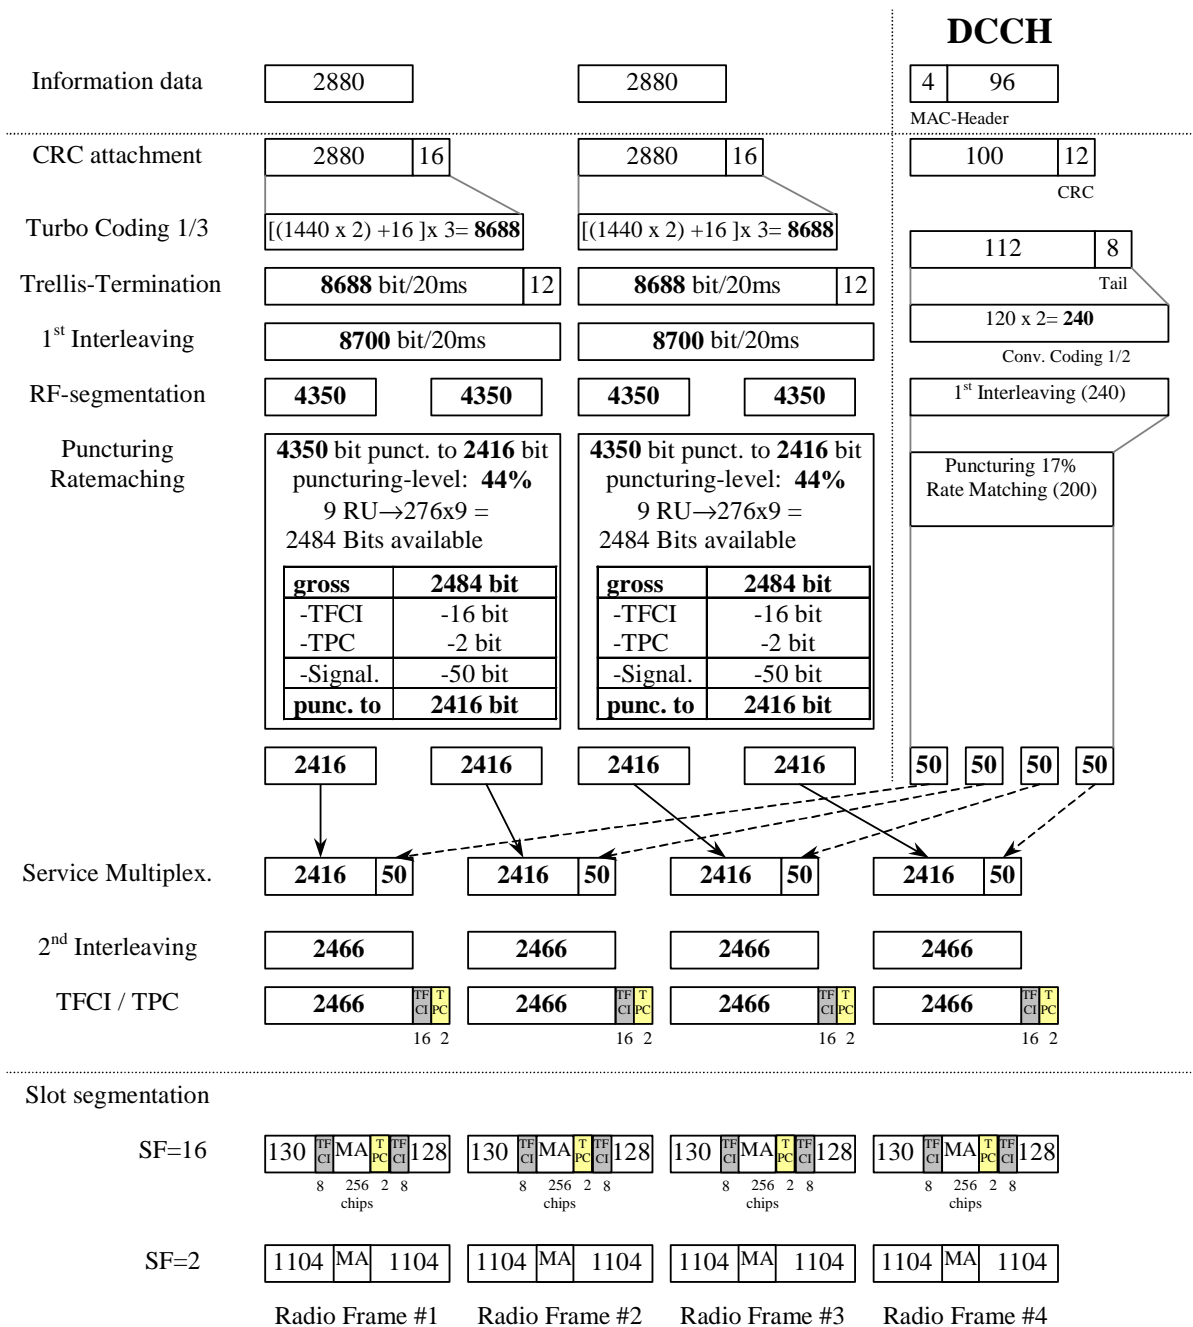 DCCH
Information data 2880 2880 4 96
MAC-Header
CRC attachment 2880 16 2880 16 100 12
CRC
Turbo Coding 1/3 [(1440 x 2) +16 ]x 3= 8688 [(1440 x 2) +16 ]x 3= 8688
112 8
Tail
Trellis-Termination 8688 bit/20ms 12 8688 bit/20ms 12
120 x 2= 240
1st Interleaving 8700 bit/20ms 8700 bit/20ms
Conv. Coding 1/2
RF-segmentation 4350 4350 4350 4350 1st Interleaving (240)
Puncturing 4350 bit punct. to 2416 bit 4350 bit punct. to 2416 bit
Ratemaching puncturing-level: 44% puncturing-level: 44%
Puncturing 17%
Rate Matching (200)
9 RU→276x9 = 9 RU→276x9 =
2484 Bits available 2484 Bits available
gross 2484 bit gross 2484 bit
-TFCI -16 bit -TFCI -16 bit
-TPC -2 bit -TPC -2 bit
-Signal. -50 bit -Signal. -50 bit
punc. to 2416 bit punc. to 2416 bit
2416 2416 2416 2416 50 50 50 50
Service Multiplex. 2416 50 2416 50 2416 50 2416 50
2nd Interleaving 2466 2466 2466 2466
TFCI / TPC 2466 TF CI T PC 2466 TF CI T PC 2466 TF CI T PC 2466 TF CI T PC
16 2 16 2 16 2 16 2
Slot segmentation
SF=16 130 TF CI MA T PC TF CI 128 130 TF CI MA T PC TF CI 128 130 TF CI MA T PC TF CI 128 130 TF CI MA T PC TF CI 128
8 256 2 8 8 256 2 8 8 256 2 8 8 256 2 8
chips chips chips chips
SF=2 1104 MA 1104 1104 MA 1104 1104 MA 1104 1104 MA 1104
Radio Frame #1 Radio Frame #2 Radio Frame #3 Radio Frame #4